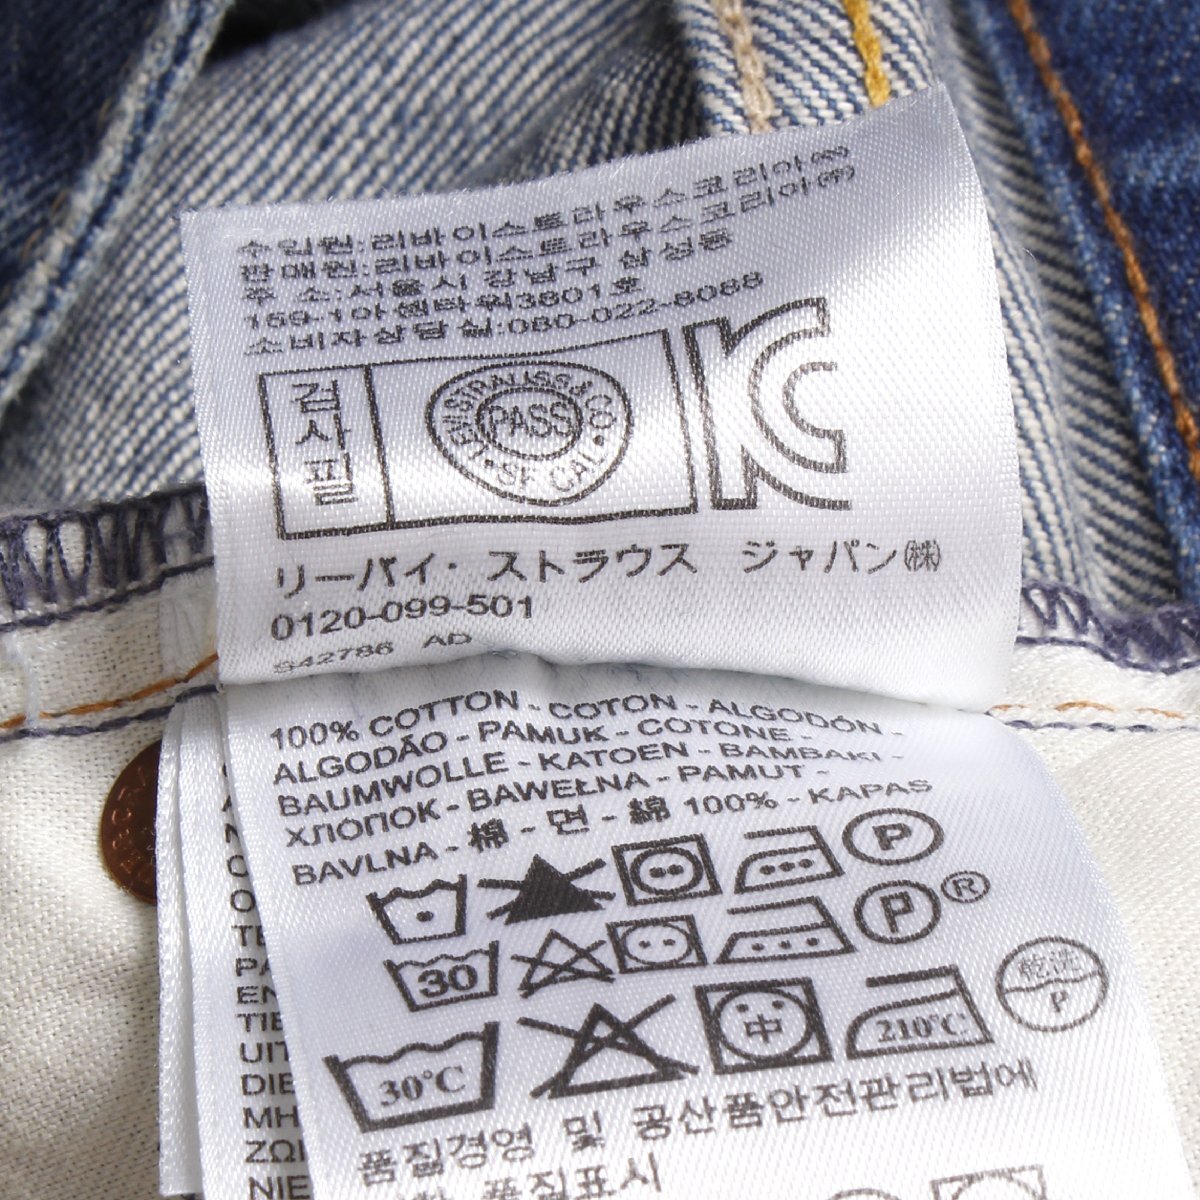 수입원:리바이스트라우스코리아㈜
판매원:리바이스트라우스코리아㈜
주 소:서울시 강남구 삼성동
159-1아셈타워3801호
소비자상담실:080-022-8088
검사필
LEVI STRAUSS & CO.
PASS
SF CAL
KC
リーバイ・ストラウス ジャパン㈱
0120-099-501
S42786 AD
100% COTTON - COTON - ALGODÓN -
ALGODÃO - PAMUK - COTONE -
BAUMWOLLE - KATOEN - BAMBAKI -
ХЛОПОК - BAWEŁNA - PAMUT -
BAVLNA - 棉 - 면 - 綿 100% - KAPAS
P
30 P ®
30℃ 中 210℃ 乾洗 P
품질경영 및 공산품안전관리법에
품질표시